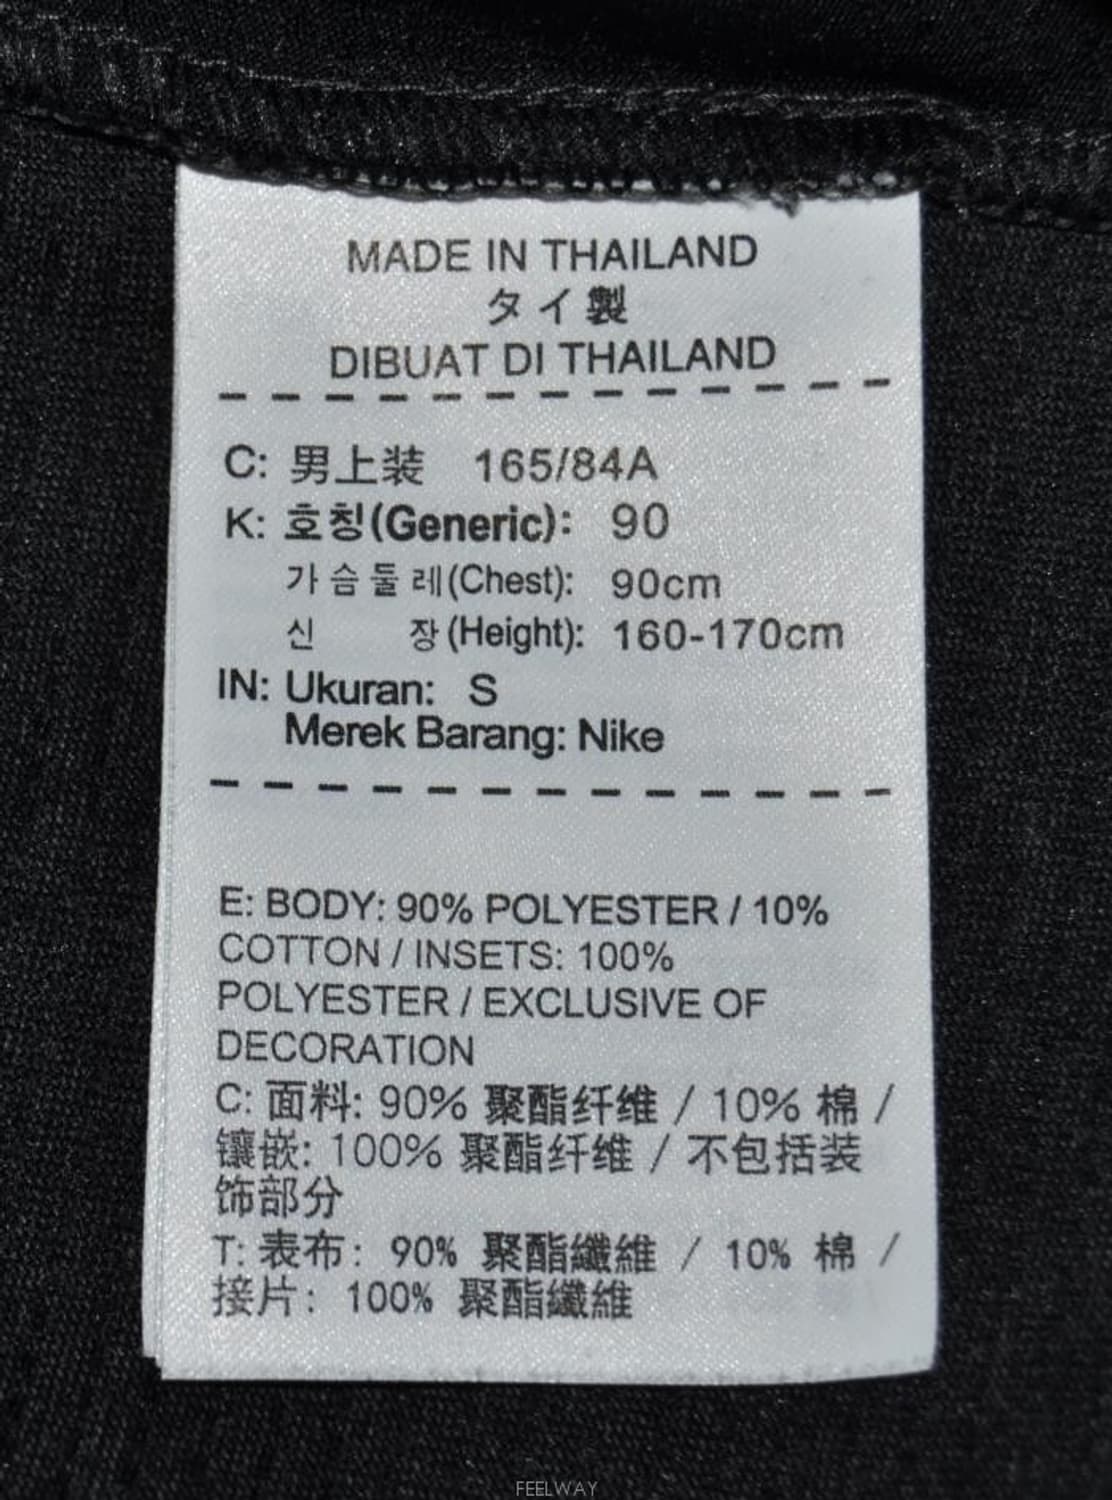 MADE IN THAILAND
タイ製
DIBUAT DI THAILAND
C: 男上装 165/84A
K: 호칭(Generic): 90
가슴둘레(Chest): 90cm
신 장(Height): 160-170cm
IN: Ukuran: S
Merek Barang: Nike
E: BODY: 90% POLYESTER / 10%
COTTON / INSETS: 100%
POLYESTER / EXCLUSIVE OF
DECORATION
C: 面料: 90% 聚酯纤维 / 10% 棉 /
镶嵌: 100% 聚酯纤维 / 不包括装
饰部分
T: 表布: 90% 聚酯纖維 / 10% 棉 /
接片: 100% 聚酯纖維
FEELWAY